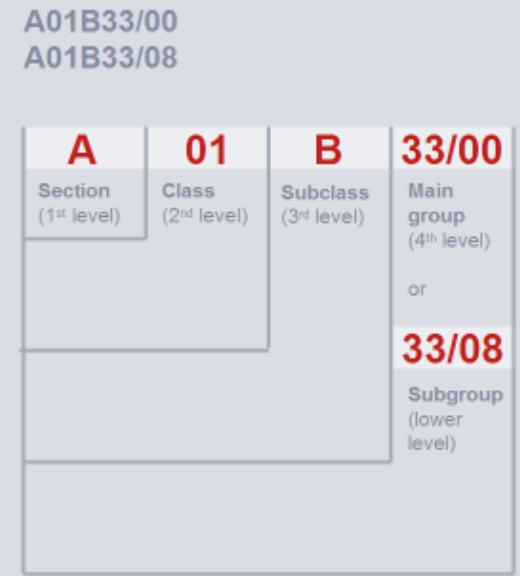 A01B33/00
A01B33/08
A
01
B
33/00
Section
(1st level)
Class
(2nd level)
Subclass
(3rd level)
Main
group
(4th level)
or
33/08
Subgroup
(lower
level)